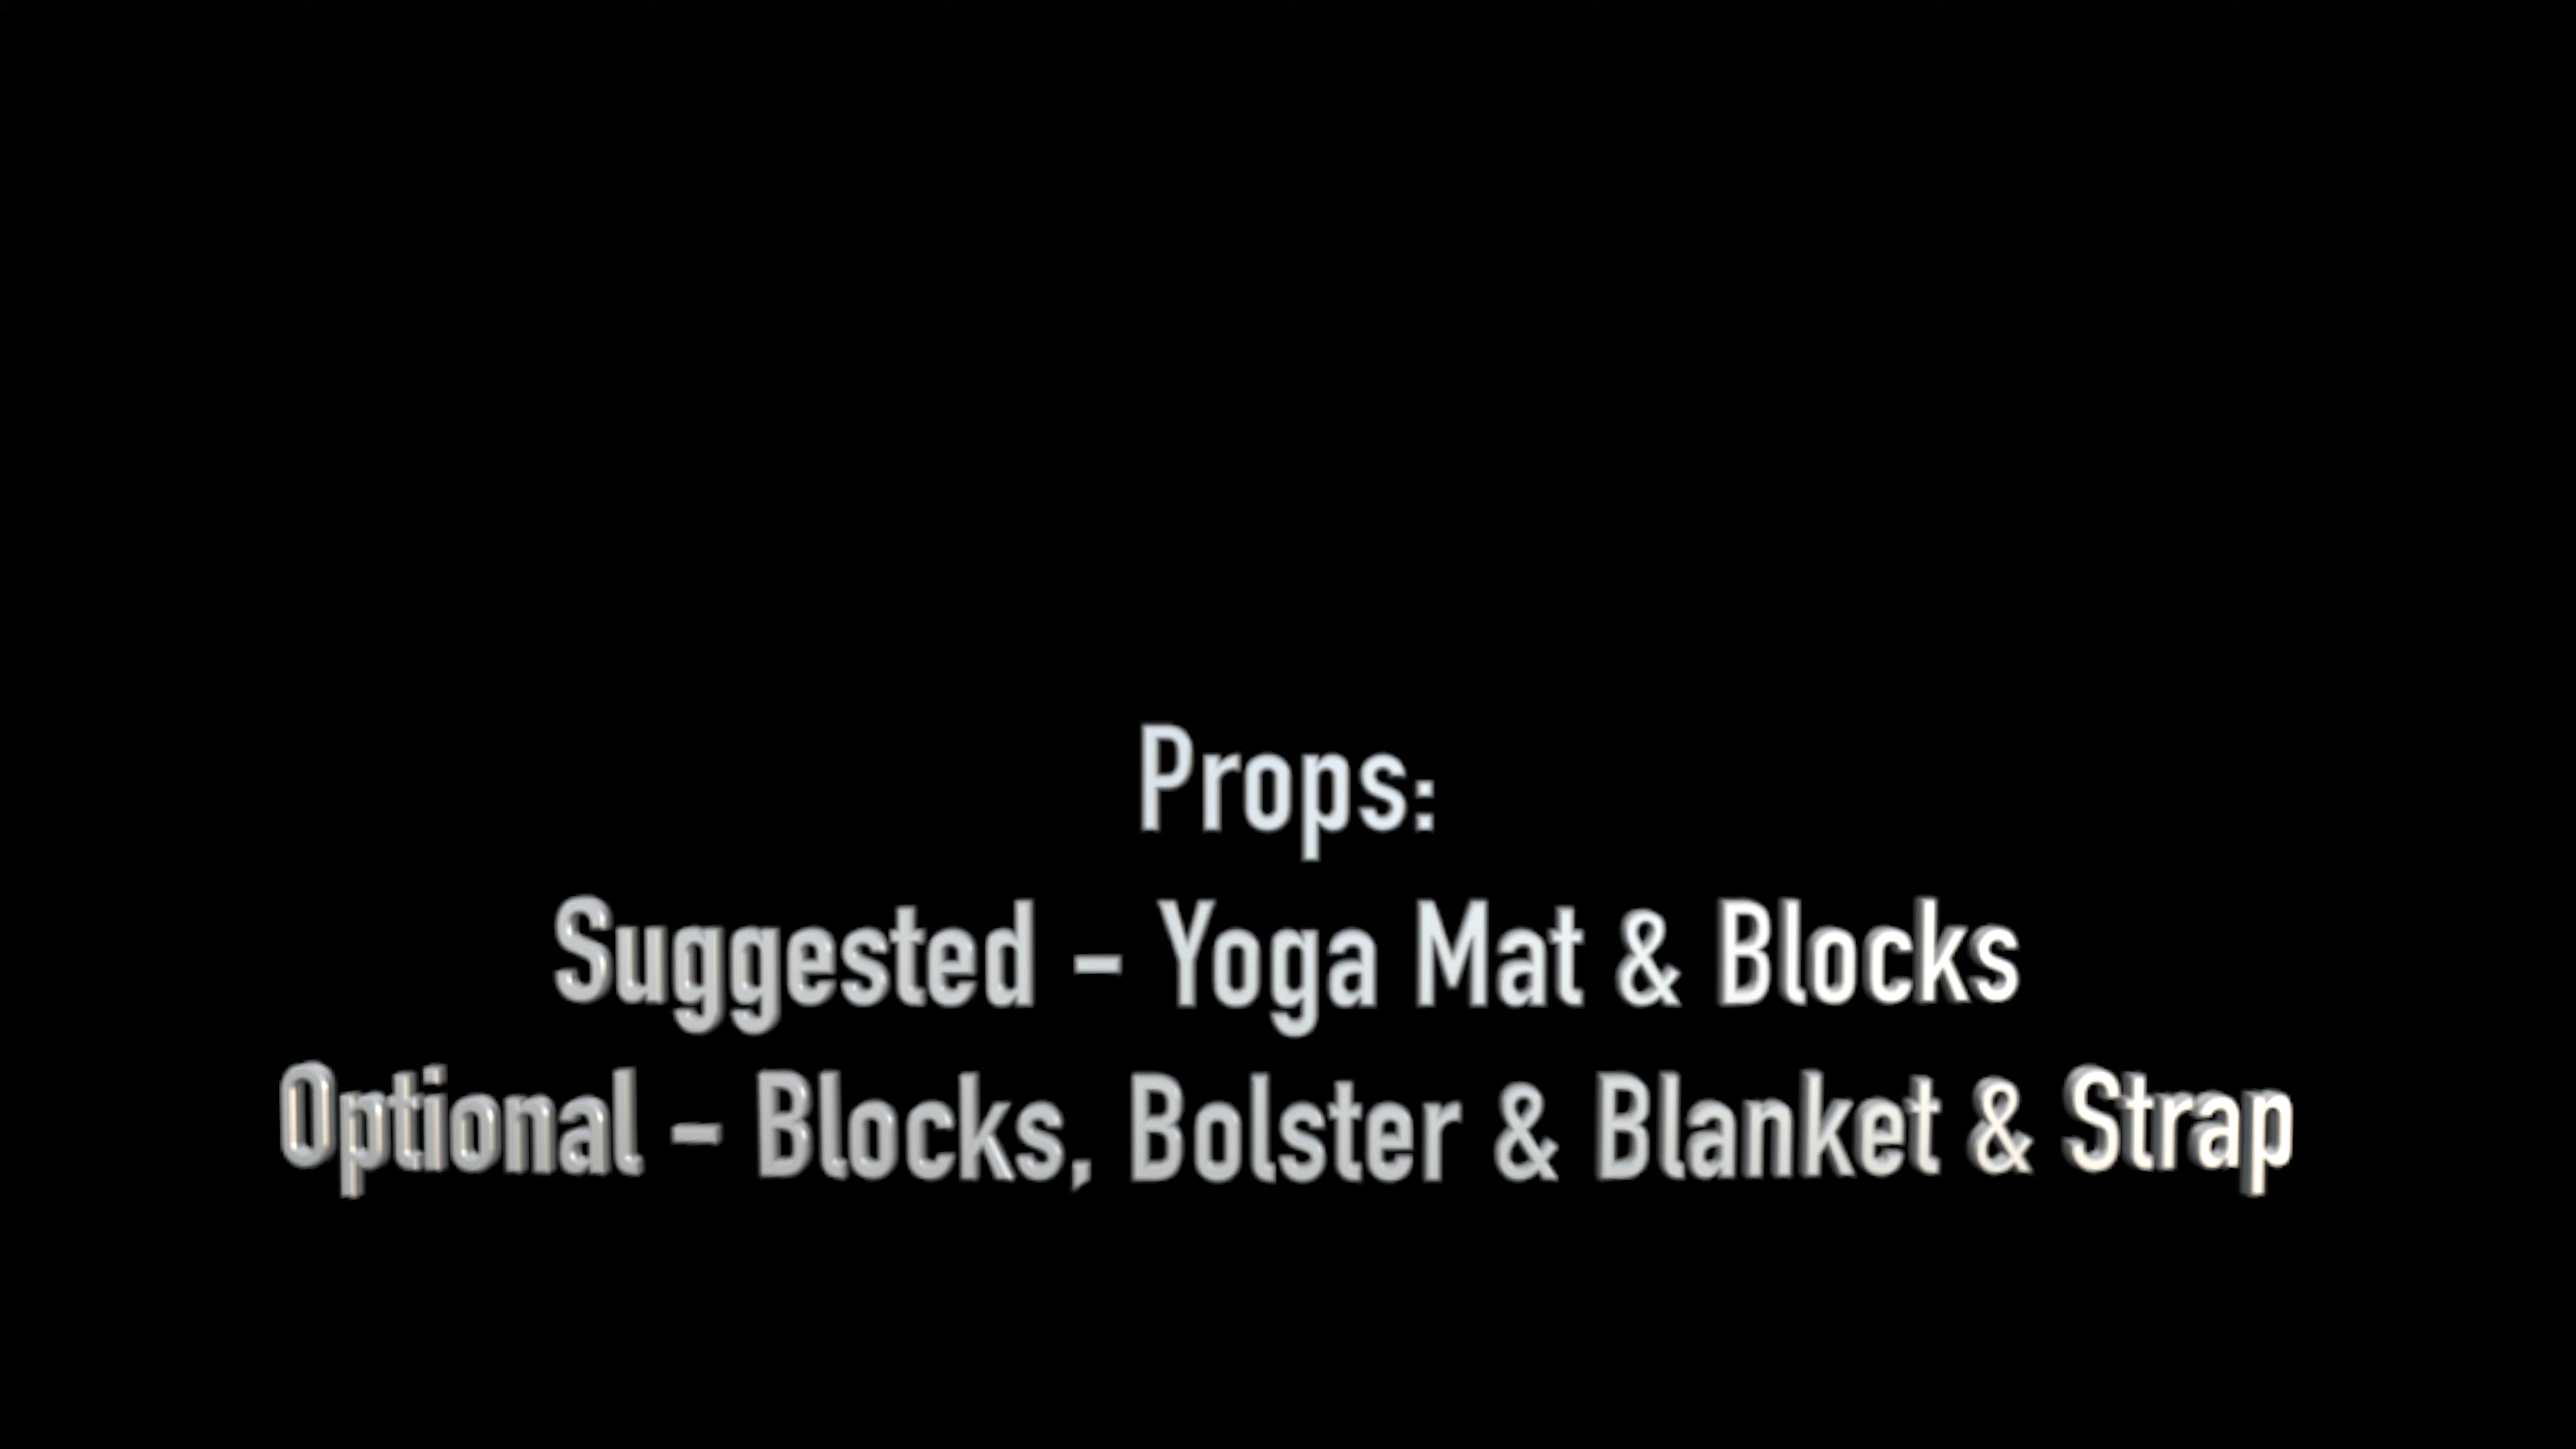 Props:
Suggested – Yoga Mat & Blocks
Optional – Blocks, Bolster & Blanket & Strap